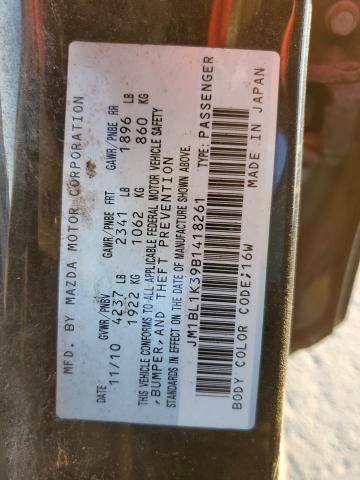 MFD. BY MAZDA MOTOR CORPORATION
DATE GVWR/PNBV GAWR/PNBE FRT GAWR/PNBE RR
11/10 4237 LB 2341 LB 1896 LB
1922 KG 1062 KG 860 KG
THIS VEHICLE CONFORMS TO ALL APPLICABLE FEDERAL MOTOR VEHICLE SAFETY
,BUMPER,AND THEFT PREVENTION
STANDARDS IN EFFECT ON THE DATE OF MANUFACTURE SHOWN ABOVE.
JM1BL1K39B1418261 TYPE: PASSENGER
BODY COLOR CODE:16W MADE IN JAPAN